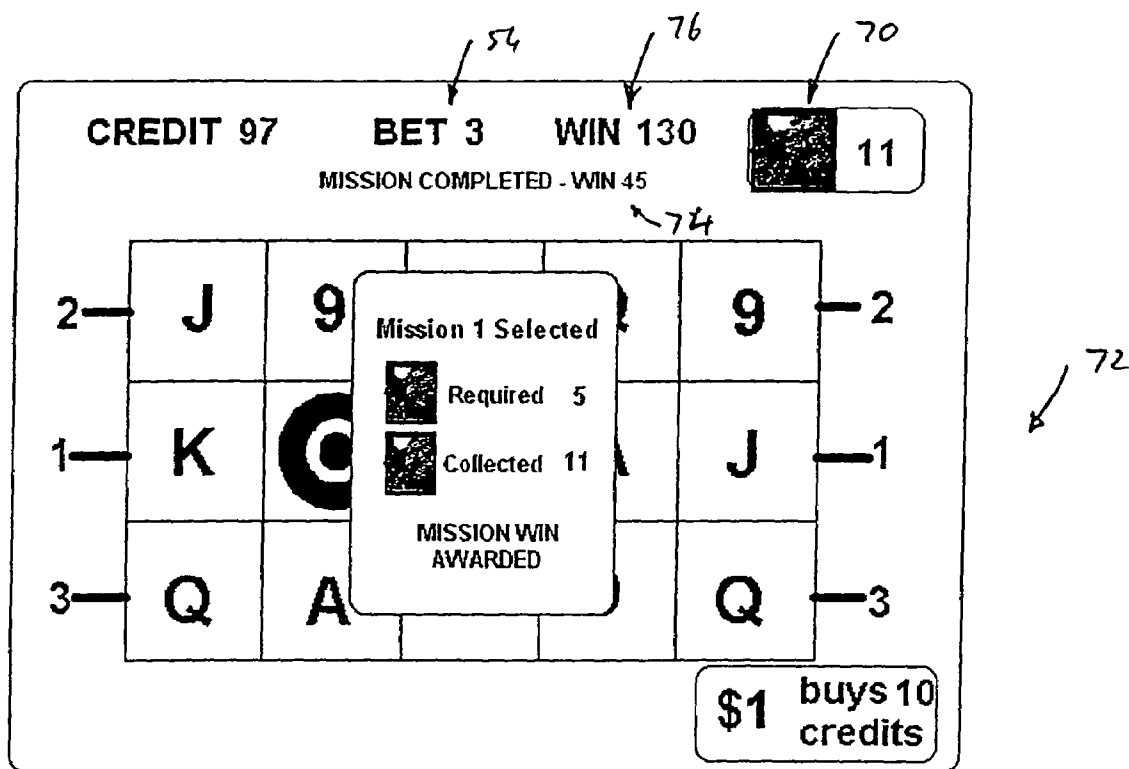 54 76 70
CREDIT 97 BET 3 WIN 130 11
MISSION COMPLETED - WIN 45
74
2 J 9 9 2
Mission 1 Selected
Required 5
72
1 K J 1
Collected 11
MISSION WIN
AWARDED
3 Q A Q 3
$1 buys 10
credits